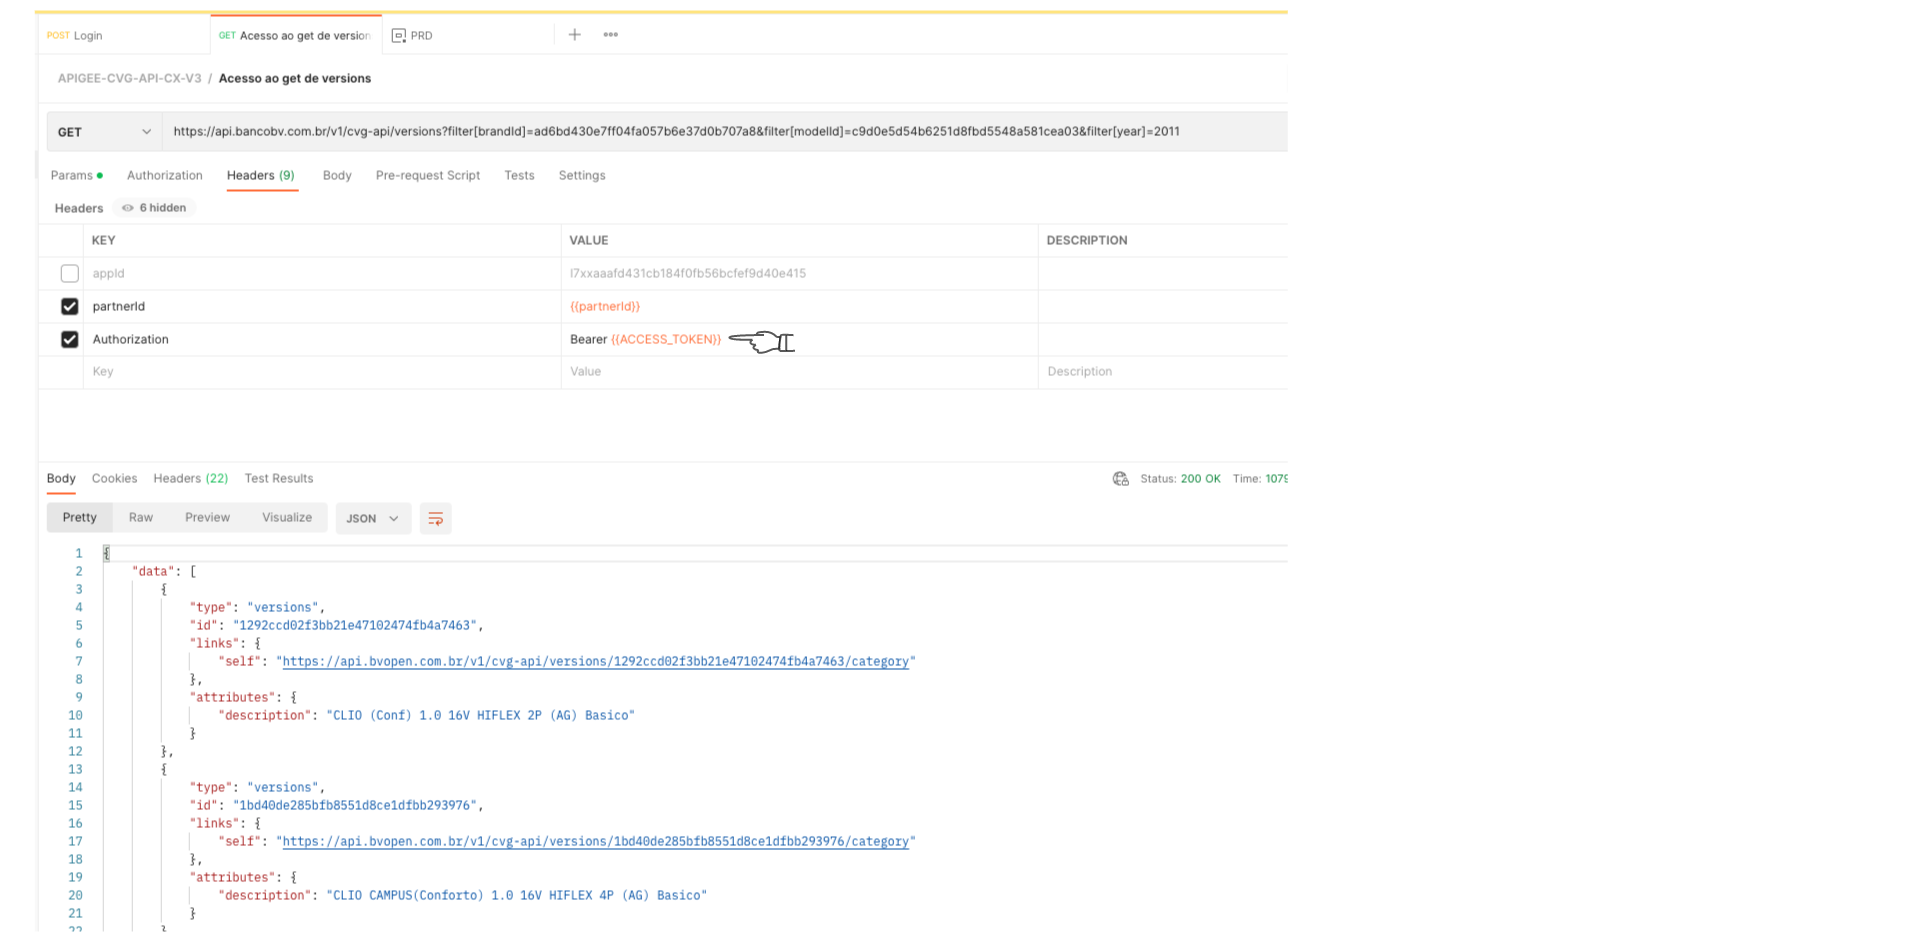 POST Login GET Acesso ao get de version PRD
APIGEE-CVG-API-CX-V3 / Acesso ao get de versions
GET https://api.bancobv.com.br/v1/cvg-api/versions?filter[brandId]=ad6bd430e7ff04fa057b6e37d0b707a8&filter[modelId]=c9d0e5d54b6251d8fbd5548a581cea03&filter[year]=2011
Params Authorization Headers (9) Body Pre-request Script Tests Settings
Headers 6 hidden
KEY VALUE DESCRIPTION
appId l7xxaaafd431cb184f0fb56bcfef9d40e415
partnerId {{partnerId}}
Authorization Bearer {{ACCESS_TOKEN}}
Key Value Description
Body Cookies Headers (22) Test Results Status: 200 OK Time: 1079
Pretty Raw Preview Visualize JSON
1 {
2 "data": [
3 {
4 "type": "versions",
5 "id": "1292ccd02f3bb21e47102474fb4a7463",
6 "links": {
7 "self": "https://api.bvopen.com.br/v1/cvg-api/versions/1292ccd02f3bb21e47102474fb4a7463/category"
8 },
9 "attributes": {
10 "description": "CLIO (Conf) 1.0 16V HIFLEX 2P (AG) Basico"
11 }
12 },
13 {
14 "type": "versions",
15 "id": "1bd40de285bfb8551d8ce1dfbb293976",
16 "links": {
17 "self": "https://api.bvopen.com.br/v1/cvg-api/versions/1bd40de285bfb8551d8ce1dfbb293976/category"
18 },
19 "attributes": {
20 "description": "CLIO CAMPUS(Conforto) 1.0 16V HIFLEX 4P (AG) Basico"
21 }
22 }